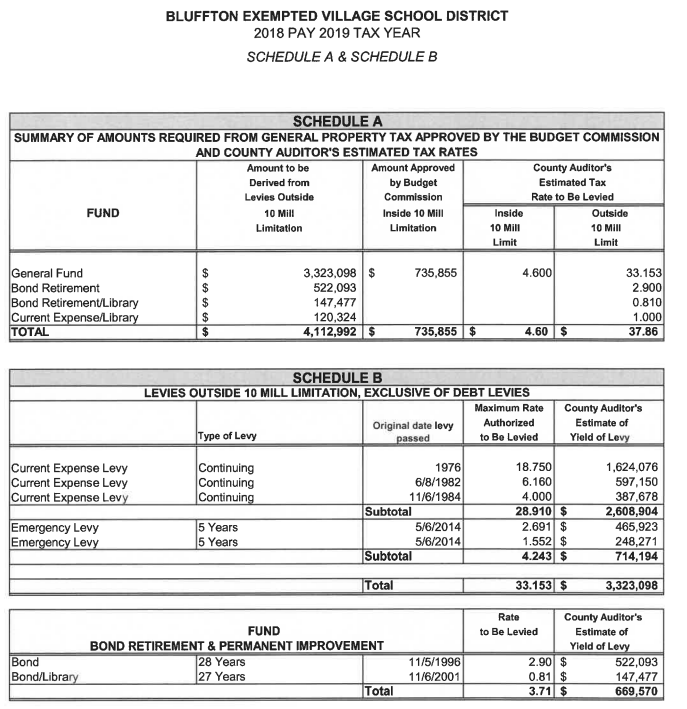 BLUFFTON EXEMPTED VILLAGE SCHOOL DISTRICT
2018 PAY 2019 TAX YEAR
SCHEDULE A & SCHEDULE B
SCHEDULE A
SUMMARY OF AMOUNTS REQUIRED FROM GENERAL PROPERTY TAX APPROVED BY THE BUDGET COMMISSION
AND COUNTY AUDITOR'S ESTIMATED TAX RATES
Amount to be Amount Approved County Auditor's
Derived from by Budget Estimated Tax
Levies Outside Commission Rate to Be Levied
FUND 10 Mill Inside 10 Mill Inside Outside
Limitation Limitation 10 Mill 10 Mill
Limit Limit
General Fund $ 3,323,098 $ 735,855 4.600 33.153
Bond Retirement $ 522,093 2.900
Bond Retirement/Library $ 147,477 0.810
Current Expense/Library $ 120,324 1.000
TOTAL $ 4,112,992 $ 735,855 $ 4.60 $ 37.86
SCHEDULE B
LEVIES OUTSIDE 10 MILL LIMITATION, EXCLUSIVE OF DEBT LEVIES
Maximum Rate County Auditor's
Original date levy Authorized Estimate of
Type of Levy passed to Be Levied Yield of Levy
Current Expense Levy Continuing 1976 18.750 1,624,076
Current Expense Levy Continuing 6/8/1982 6.160 597,150
Current Expense Levy Continuing 11/6/1984 4.000 387,678
Subtotal 28.910 $ 2,608,904
Emergency Levy 5 Years 5/6/2014 2.691 $ 465,923
Emergency Levy 5 Years 5/6/2014 1.552 $ 248,271
Subtotal 4.243 $ 714,194
Total 33.153 $ 3,323,098
Rate County Auditor's
FUND to Be Levied Estimate of
BOND RETIREMENT & PERMANENT IMPROVEMENT Yield of Levy
Bond 28 Years 11/5/1996 2.90 $ 522,093
Bond/Library 27 Years 11/6/2001 0.81 $ 147,477
Total 3.71 $ 669,570